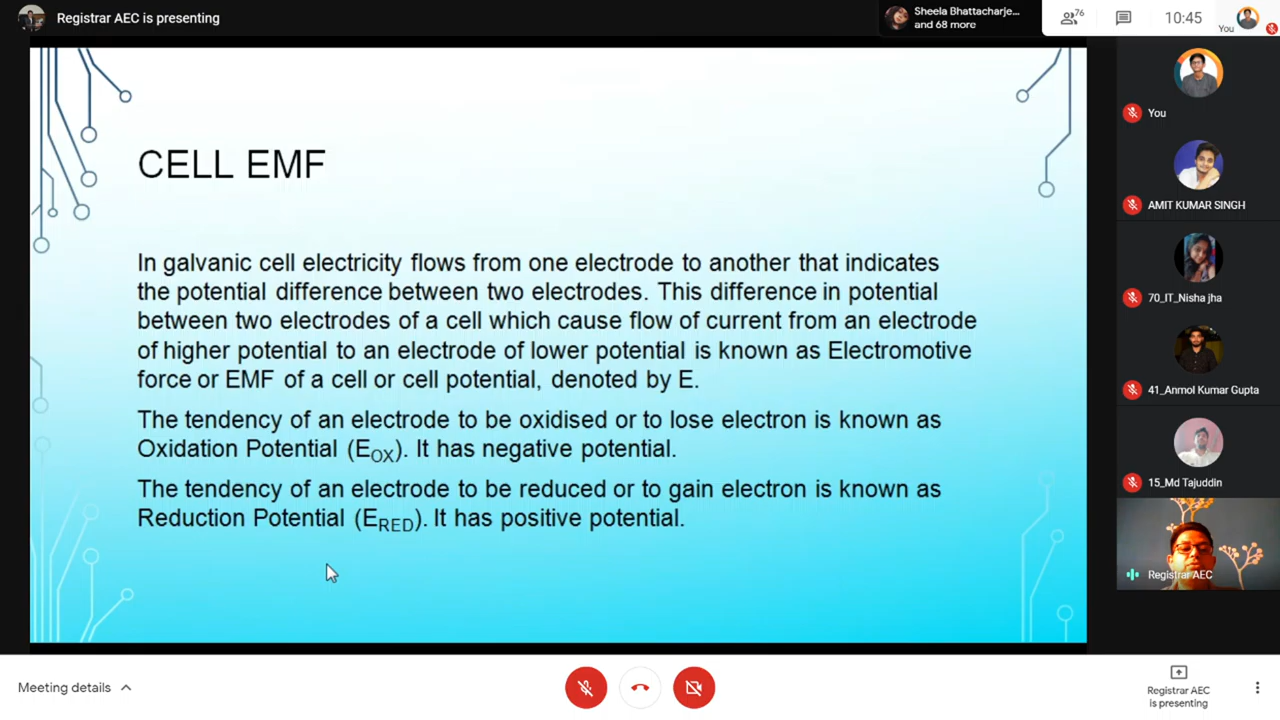 Registrar AEC is presenting
Sheela Bhattacharje...
and 68 more
76
10:45
You
CELL EMF
In galvanic cell electricity flows from one electrode to another that indicates
the potential difference between two electrodes. This difference in potential
between two electrodes of a cell which cause flow of current from an electrode
of higher potential to an electrode of lower potential is known as Electromotive
force or EMF of a cell or cell potential, denoted by E.
The tendency of an electrode to be oxidised or to lose electron is known as
Oxidation Potential (EOX). It has negative potential.
The tendency of an electrode to be reduced or to gain electron is known as
Reduction Potential (ERED). It has positive potential.
You
AMIT KUMAR SINGH
70_IT_Nisha jha
41_Anmol Kumar Gupta
15_Md Tajuddin
Registrar AEC
Meeting details
Registrar AEC
is presenting